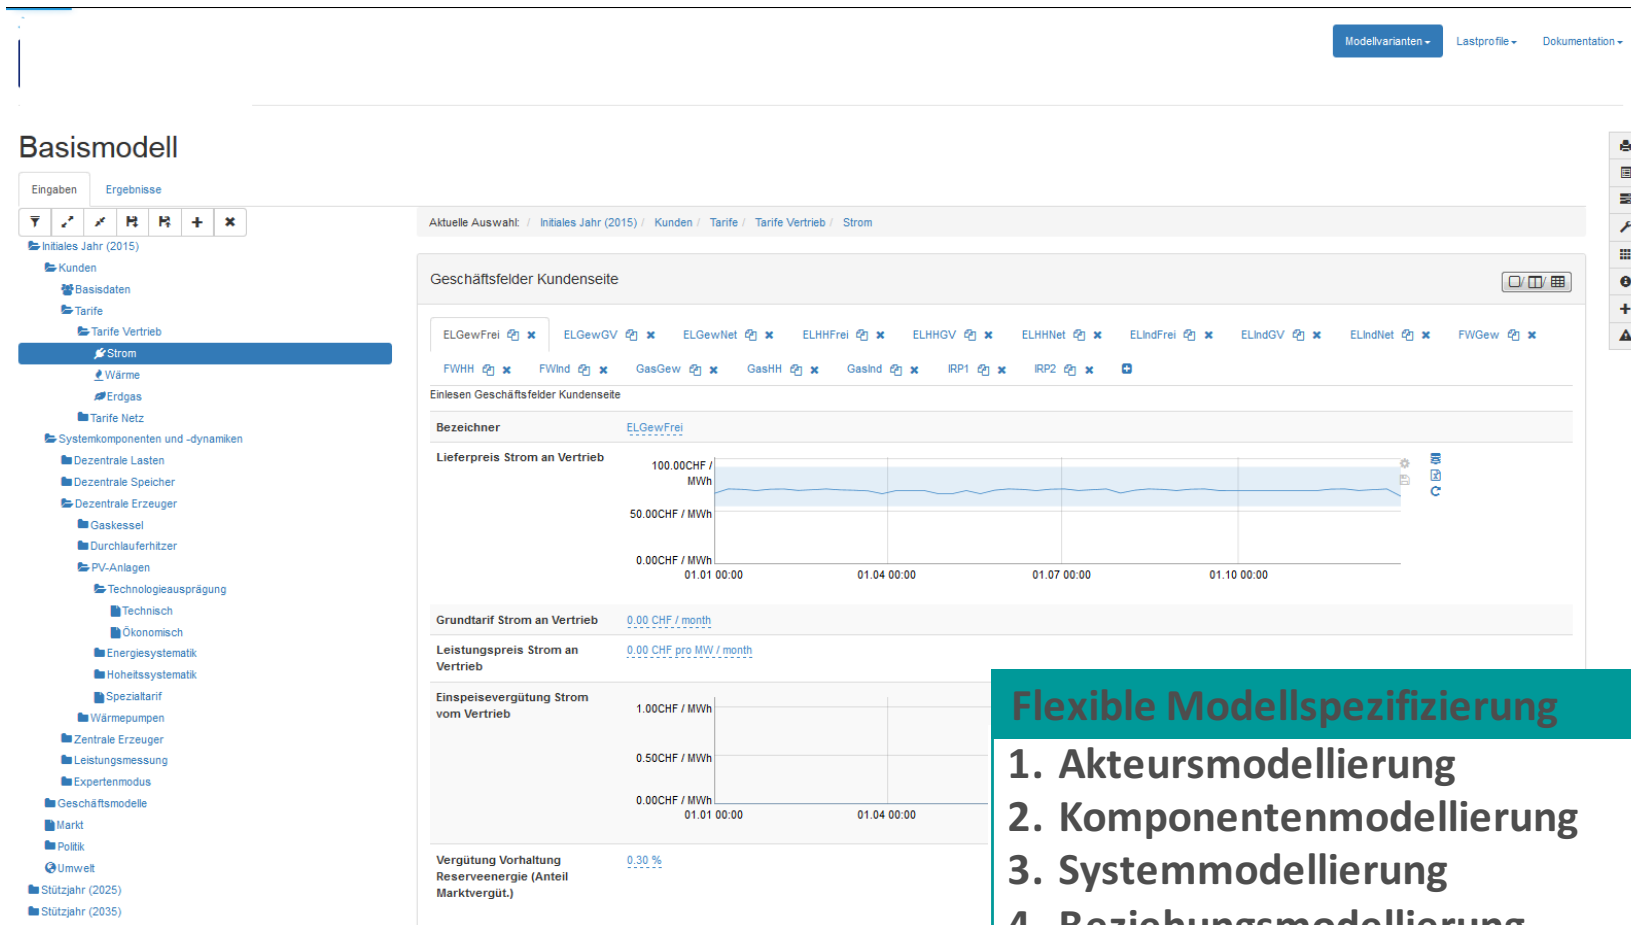 Modellvarianten
Lastprofile
Dokumentation
Basismodell
Eingaben
Ergebnisse
Aktuelle Auswahl: / Initiales Jahr (2015) / Kunden / Tarife / Tarife Vertrieb / Strom
Initiales Jahr (2015)
Kunden
Basisdaten
Tarife
Tarife Vertrieb
Strom
Wärme
Erdgas
Tarife Netz
Systemkomponenten und -dynamiken
Dezentrale Lasten
Dezentrale Speicher
Dezentrale Erzeuger
Gaskessel
Durchlauferhitzer
PV-Anlagen
Technologieausprägung
Technisch
Ökonomisch
Energiesystematik
Hoheitssystematik
Spezialtarif
Wärmepumpen
Zentrale Erzeuger
Leistungsmessung
Expertenmodus
Geschäftsmodelle
Markt
Politik
Umwelt
Stützjahr (2025)
Stützjahr (2035)
Geschäftsfelder Kundenseite
ELGewFrei ELGewGV ELGewNet ELHHFrei ELHHGV ELHHNet ELIndFrei ELIndGV ELIndNet FWGew
FWHH FWInd GasGew GasHH GasInd IRP1 IRP2
Einlesen Geschäftsfelder Kundenseite
Bezeichner ELGewFrei
Lieferpreis Strom an Vertrieb
100.00CHF /
MWh
50.00CHF / MWh
0.00CHF / MWh
01.01 00:00 01.04 00:00 01.07 00:00 01.10 00:00
Grundtarif Strom an Vertrieb 0.00 CHF / month
Leistungspreis Strom an
Vertrieb
0.00 CHF pro MW / month
Einspeisevergütung Strom
vom Vertrieb
1.00CHF / MWh
0.50CHF / MWh
0.00CHF / MWh
01.01 00:00 01.04 00:00
Vergütung Vorhaltung
Reserveenergie (Anteil
Marktvergüt.)
0.30 %
Flexible Modellspezifizierung
1. Akteursmodellierung
2. Komponentenmodellierung
3. Systemmodellierung
4. Beziehungsmodellierung